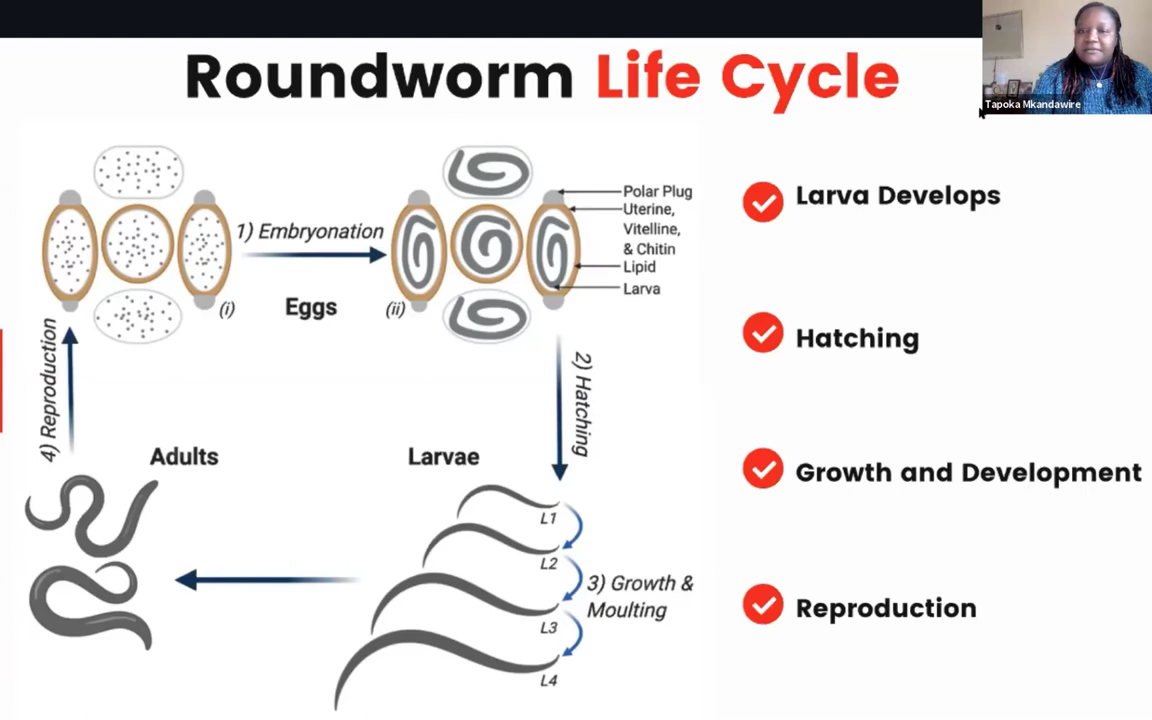 Roundworm Life Cycle
Tapoka Mkandawire
1) Embryonation
Eggs
(i)
(ii)
Polar Plug
Uterine,
Vitelline,
& Chitin
Lipid
Larva
2) Hatching
Larvae
L1
L2
L3
L4
3) Growth &
Moulting
Adults
4) Reproduction
Larva Develops
Hatching
Growth and Development
Reproduction